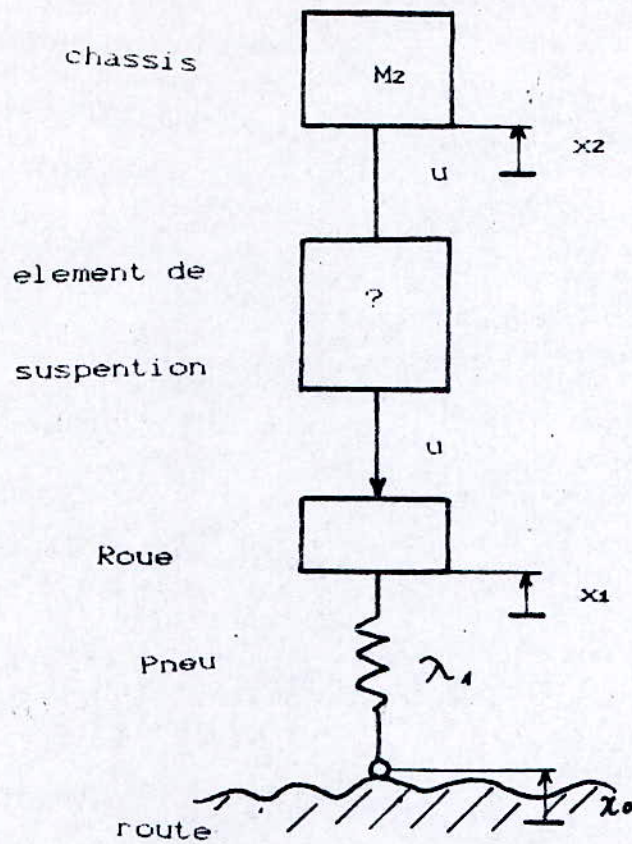 chassis
M2
x2
u
element de
?
suspention
u
Roue
x1
Pneu
λ1
x0
route